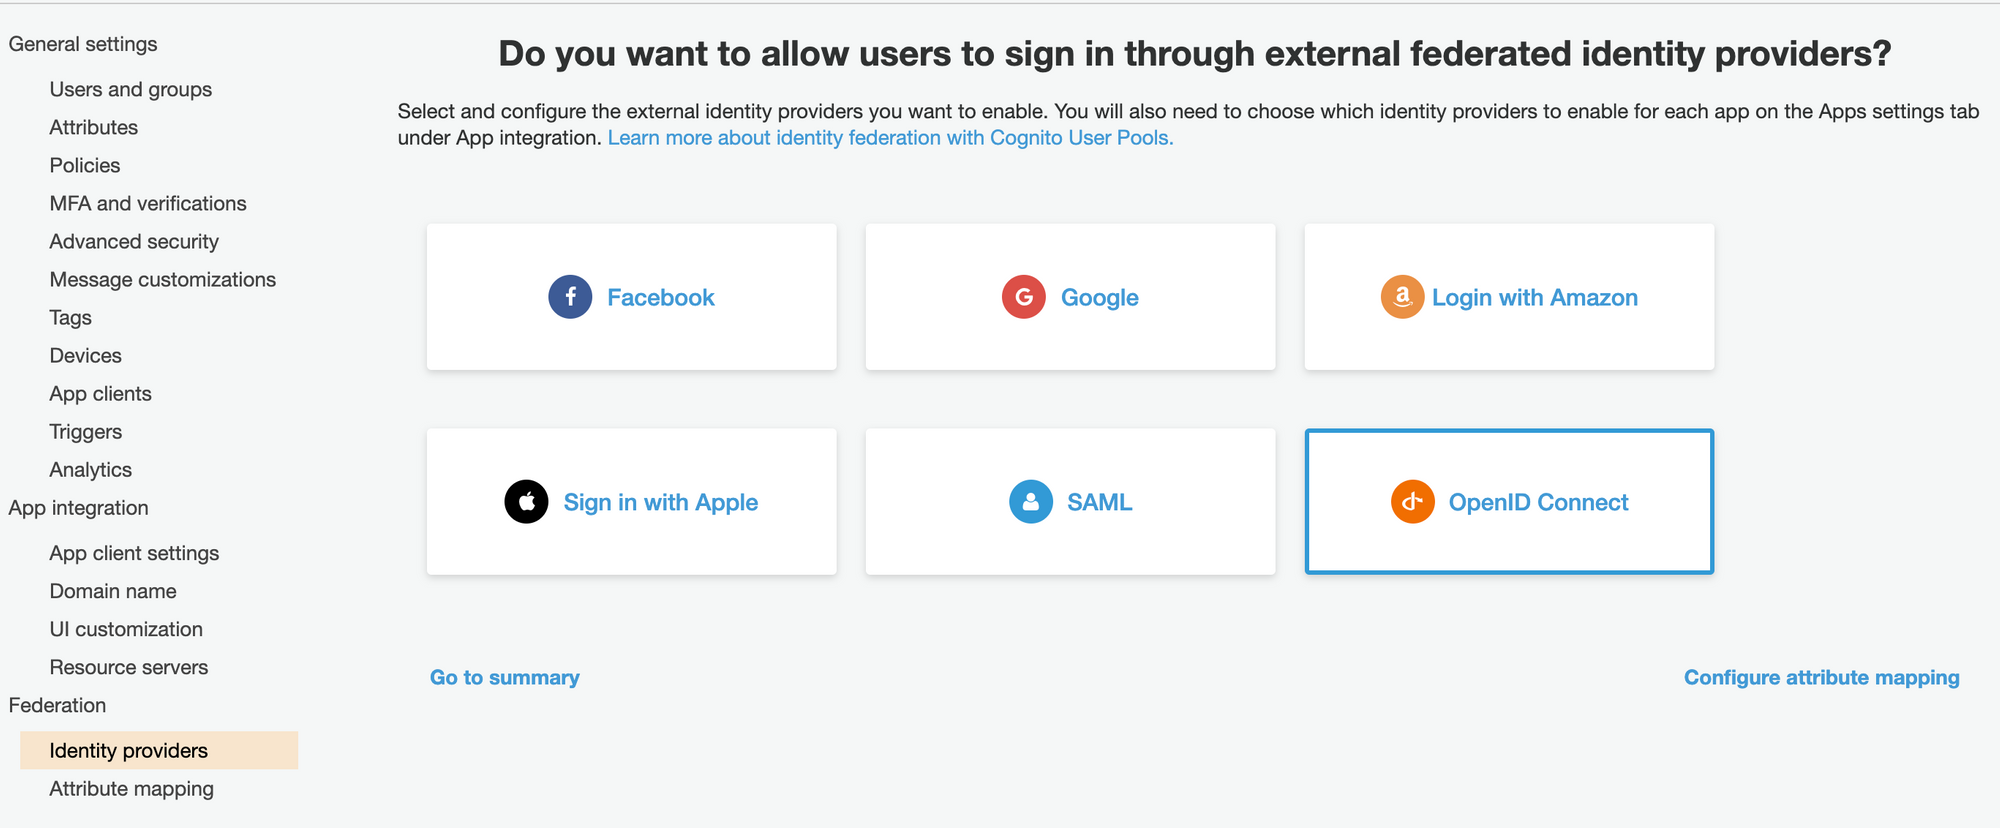 General settings
Users and groups
Attributes
Policies
MFA and verifications
Advanced security
Message customizations
Tags
Devices
App clients
Triggers
Analytics
App integration
App client settings
Domain name
UI customization
Resource servers
Federation
Identity providers
Attribute mapping
Do you want to allow users to sign in through external federated identity providers?
Select and configure the external identity providers you want to enable. You will also need to choose which identity providers to enable for each app on the Apps settings tab
under App integration. Learn more about identity federation with Cognito User Pools.
Facebook
Google
Login with Amazon
Sign in with Apple
SAML
OpenID Connect
Go to summary
Configure attribute mapping